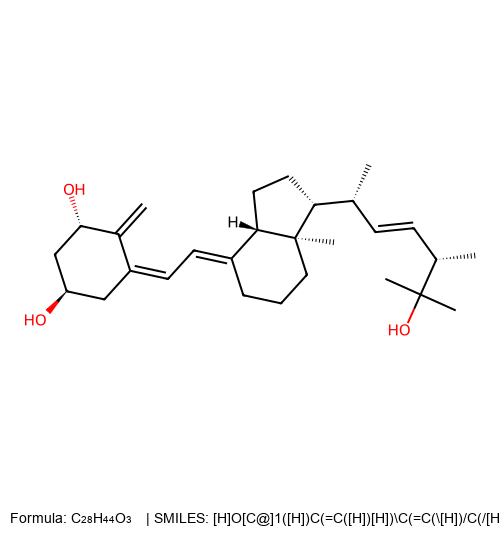 OH
H
HO
HO
Formula: C₂₈H₄₄O₃ | SMILES: [H]O[C@]1([H])C(=C([H])[H])\C(=C(\[H])/C(/[H